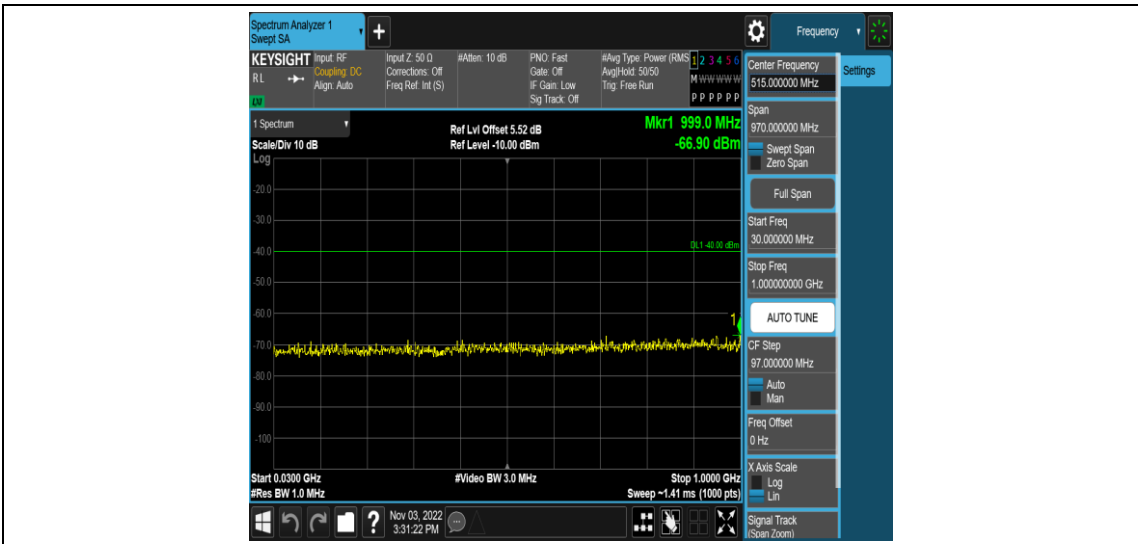 Spectrum Analyzer 1
Swept SA
+
Frequency
KEYSIGHT
RL
LXI
Input: RF
Coupling: DC
Align: Auto
Input Z: 50 Ω
Corrections: Off
Freq Ref: Int (S)
#Atten: 10 dB
PNO: Fast
Gate: Off
IF Gain: Low
Sig Track: Off
#Avg Type: Power (RMS
Avg|Hold: 50/50
Trig: Free Run
1 2 3 4 5 6
M W W W W W
P P P P P P
1 Spectrum
Scale/Div 10 dB
Ref Lvl Offset 5.52 dB
Ref Level -10.00 dBm
Mkr1 999.0 MHz
-66.90 dBm
Log
-20.0
-30.0
-40.0
DL1 -40.00 dBm
-50.0
-60.0
1
-70.0
-80.0
-90.0
-100
Start 0.0300 GHz
#Video BW 3.0 MHz
Stop 1.0000 GHz
#Res BW 1.0 MHz
Sweep ~1.41 ms (1000 pts)
?
Nov 03, 2022
3:31:22 PM
Center Frequency
515.000000 MHz
Settings
Span
970.000000 MHz
Swept Span
Zero Span
Full Span
Start Freq
30.000000 MHz
Stop Freq
1.000000000 GHz
AUTO TUNE
CF Step
97.000000 MHz
Auto
Man
Freq Offset
0 Hz
X Axis Scale
Log
Lin
Signal Track
(Span Zoom)